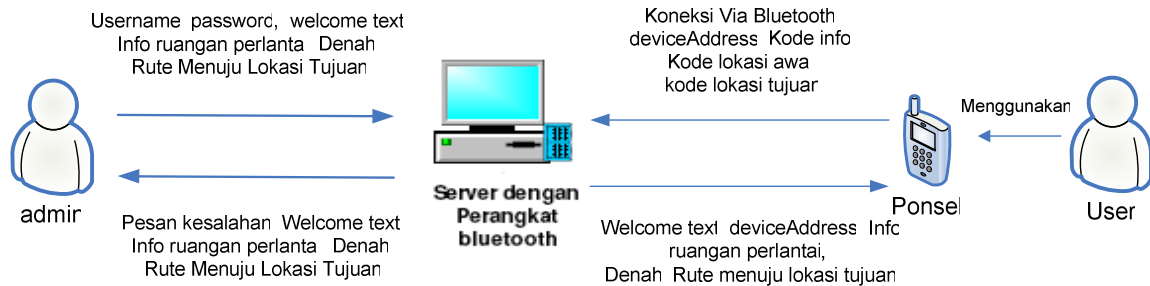 Username password, welcome text
Info ruangan perlanta Denah
Rute Menuju Lokasi Tujuan
admin
Pesan kesalahan Welcome text
Info ruangan perlanta Denah
Rute Menuju Lokasi Tujuan
Server dengan
Perangkat
bluetooth
Koneksi Via Bluetooth
deviceAddress Kode info
Kode lokasi awa
kode lokasi tujuan
Welcome text deviceAddress Info
ruangan perlantai,
Denah Rute menuju lokasi tujuan
Ponsel
Menggunakan
User